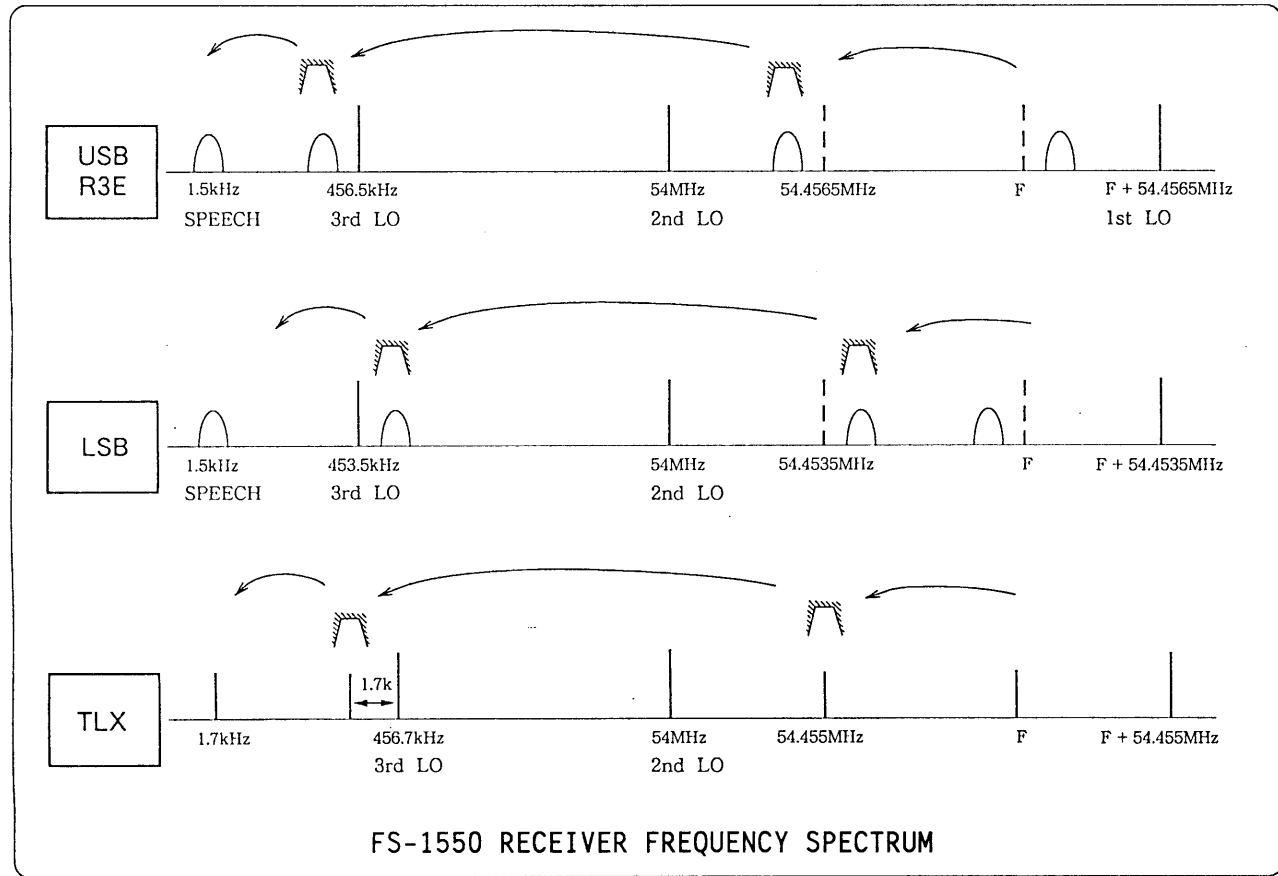 USB
R3E
1.5kHz 456.5kHz 54MHz 54.4565MHz F F + 54.4565MHz
SPEECH 3rd LO 2nd LO 1st LO
LSB
1.5kHz 453.5kHz 54MHz 54.4535MHz F F + 54.4535MHz
SPEECH 3rd LO 2nd LO
1.7k
TLX
1.7kHz 456.7kHz 54MHz 54.455MHz F F + 54.455MHz
3rd LO 2nd LO
FS-1550 RECEIVER FREQUENCY SPECTRUM